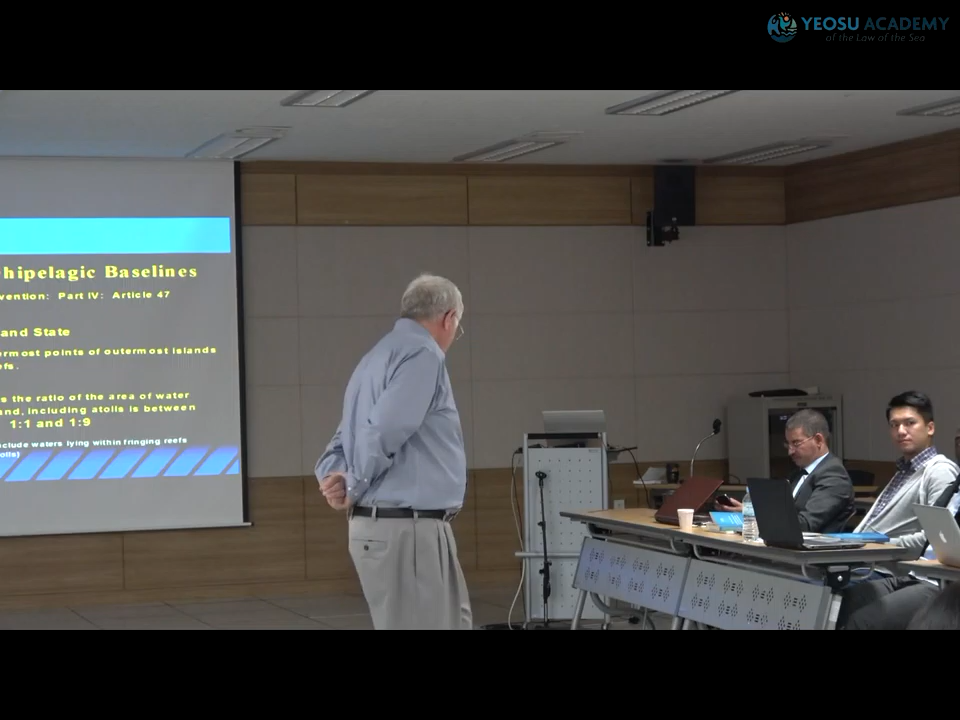 YEOSU ACADEMY
of the Law of the Sea
hipelagic Baselines
vention: Part IV: Article 47
and State
ermost points of outermost islands
efs.
s the ratio of the area of water
and, including atolls is between
1:1 and 1:9
clude waters lying within fringing reefs
olls)